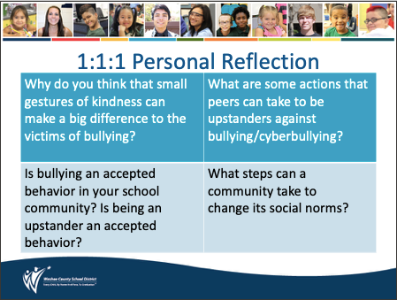 1:1:1 Personal Reflection
Why do you think that small
gestures of kindness can
make a big difference to the
victims of bullying?
What are some actions that
peers can take to be
upstanders against
bullying/cyberbullying?
Is bullying an accepted
behavior in your school
community? Is being an
upstander an accepted
behavior?
What steps can a
community take to
change its social norms?
Washoe County School District